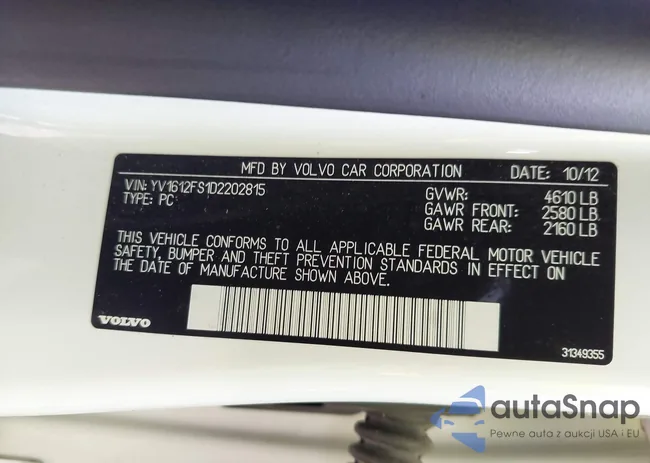 MFD BY VOLVO CAR CORPORATION DATE: 10/12
VIN: YV1612FS1D2202815 GVWR: 4610 LB
TYPE: PC GAWR FRONT: 2580 LB
GAWR REAR: 2160 LB
THIS VEHICLE CONFORMS TO ALL APPLICABLE FEDERAL MOTOR VEHICLE
SAFETY, BUMPER AND THEFT PREVENTION STANDARDS IN EFFECT ON
THE DATE OF MANUFACTURE SHOWN ABOVE.
VOLVO 31349355
autaSnap
Pewne auta z aukcji USA i EU